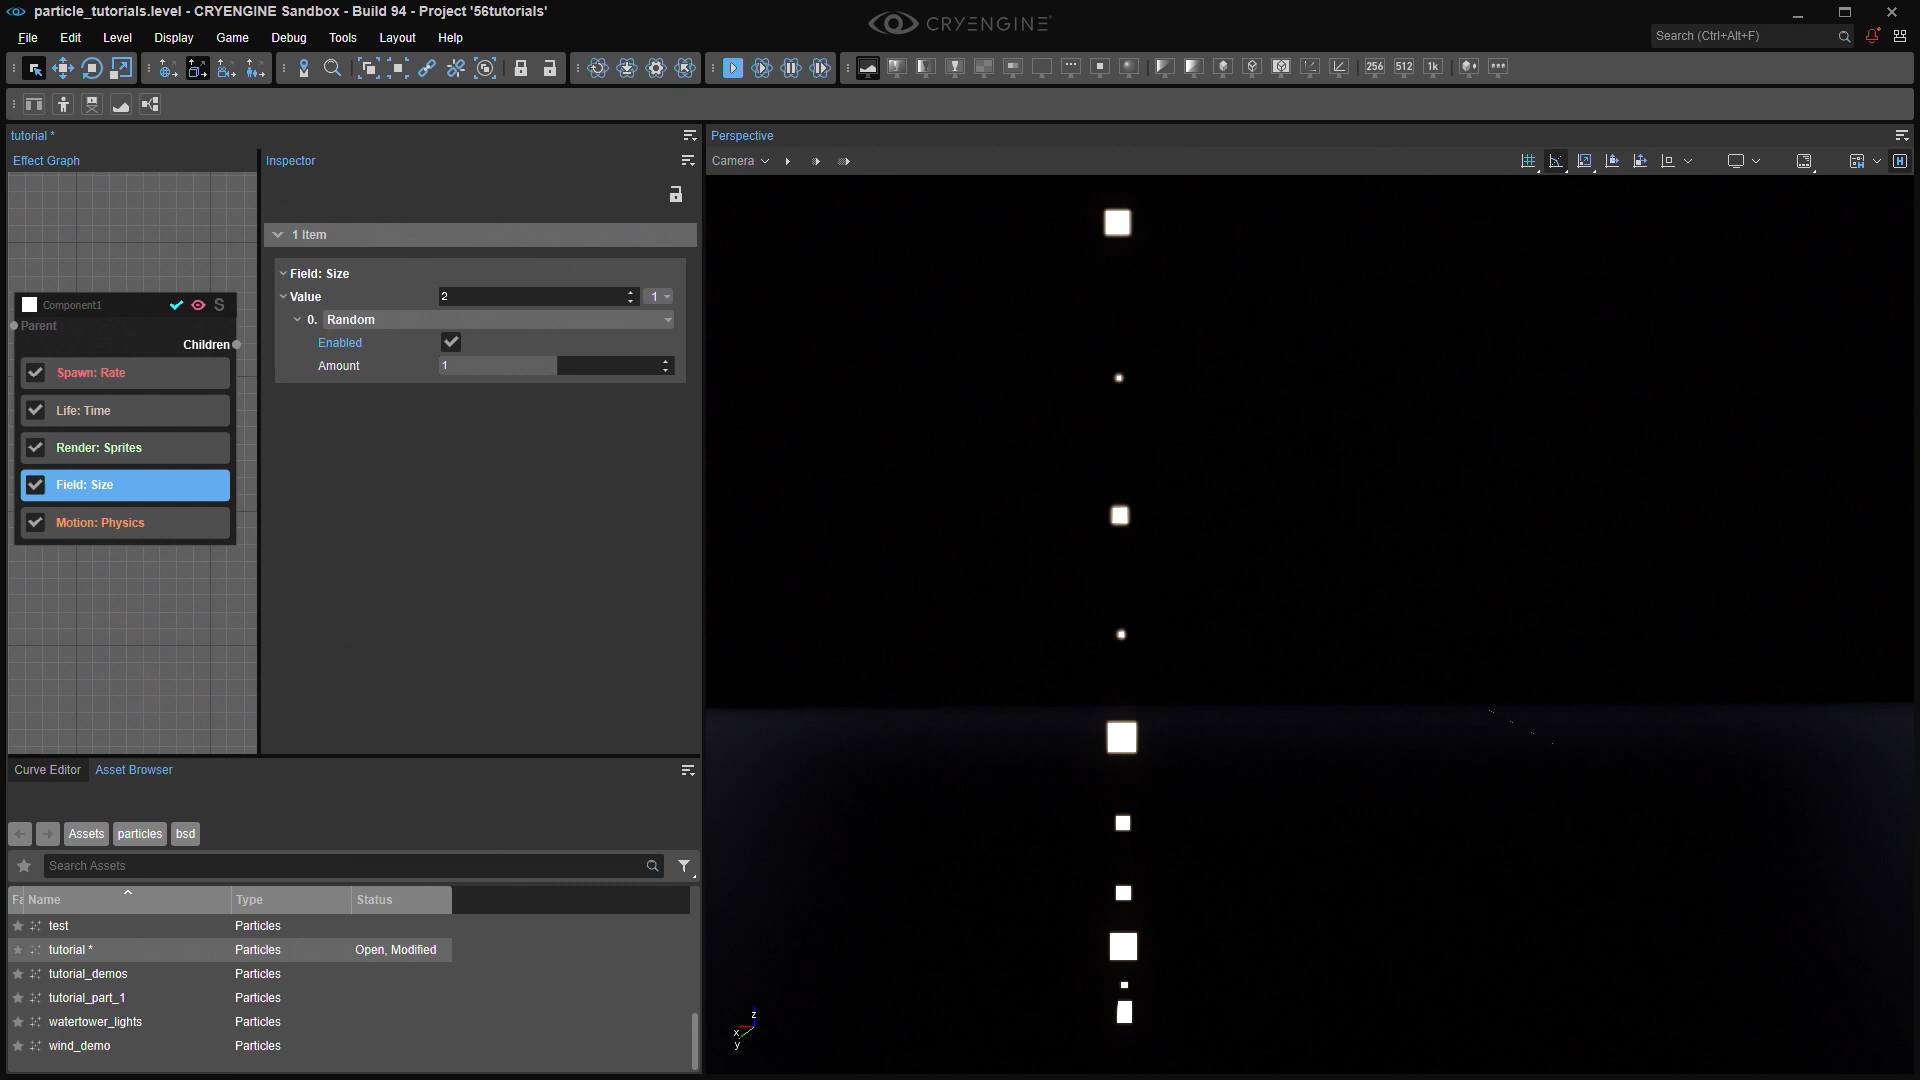 particle_tutorials.level - CRYENGINE Sandbox - Build 94 - Project '56tutorials'
CRYENGINE
File Edit Level Display Game Debug Tools Layout Help
Search (Ctrl+Alt+F)
256 512 1k
tutorial *
Perspective
Effect Graph
Inspector
Camera
1 Item
Field: Size
Value 2 1
0. Random
Enabled
Amount 1
Component1 S
Parent
Children
Spawn: Rate
Life: Time
Render: Sprites
Field: Size
Motion: Physics
Curve Editor Asset Browser
Assets particles bsd
Search Assets
Fa Name Type Status
test Particles
tutorial * Particles Open, Modified
tutorial_demos Particles
tutorial_part_1 Particles
watertower_lights Particles
wind_demo Particles
z
x
y
H